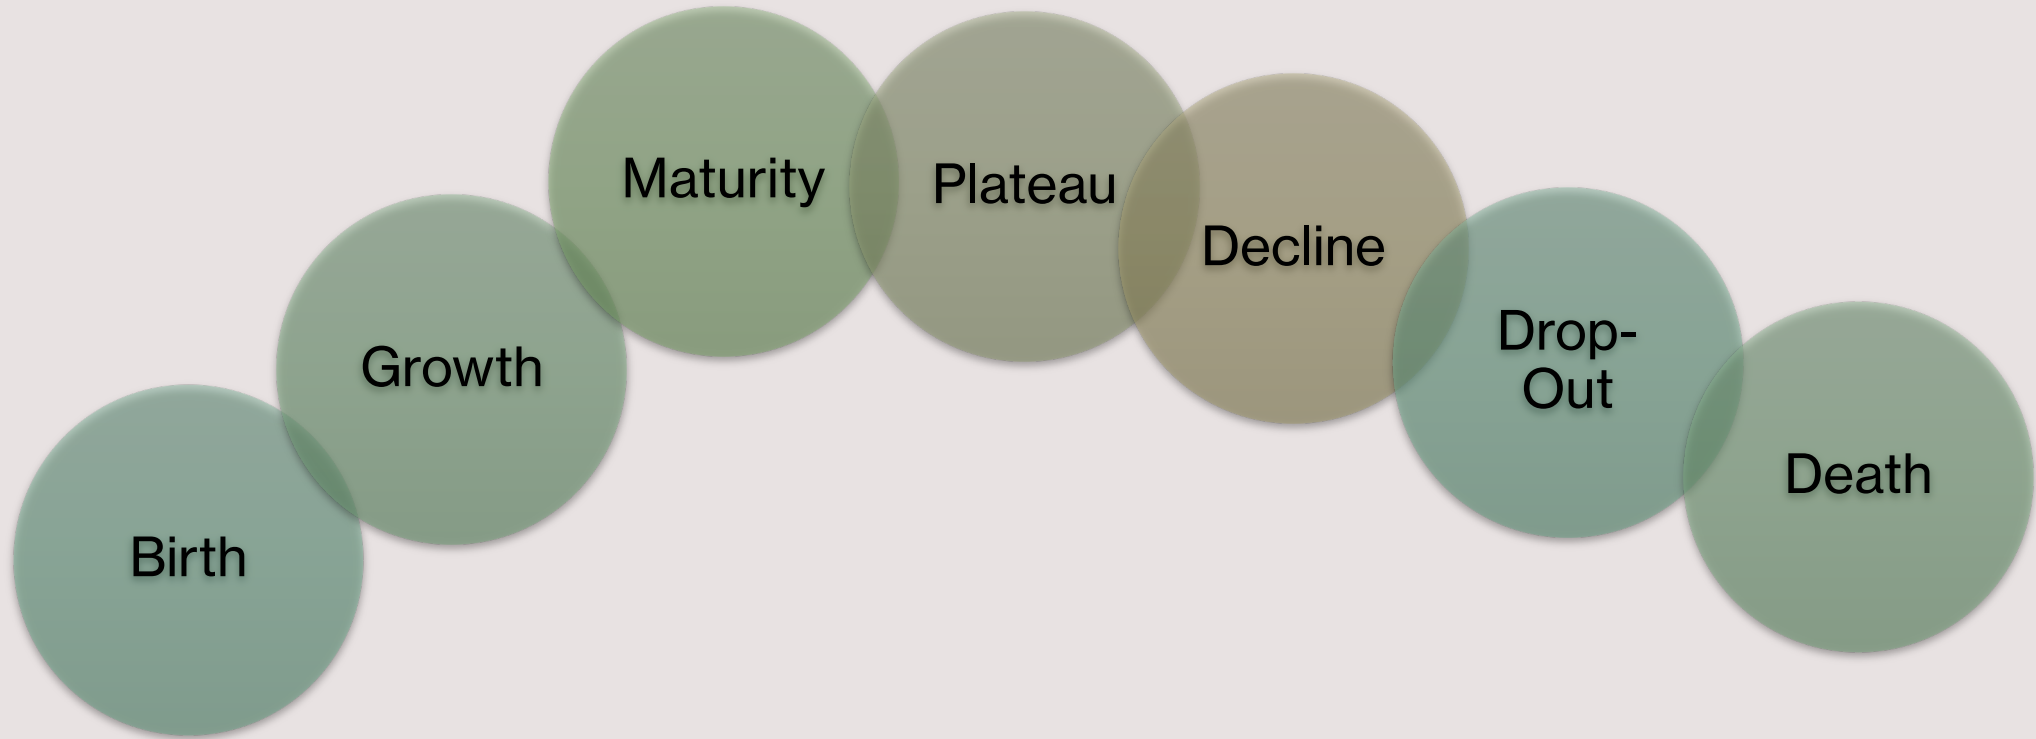 Birth
Growth
Maturity
Plateau
Decline
Drop-
Out
Death